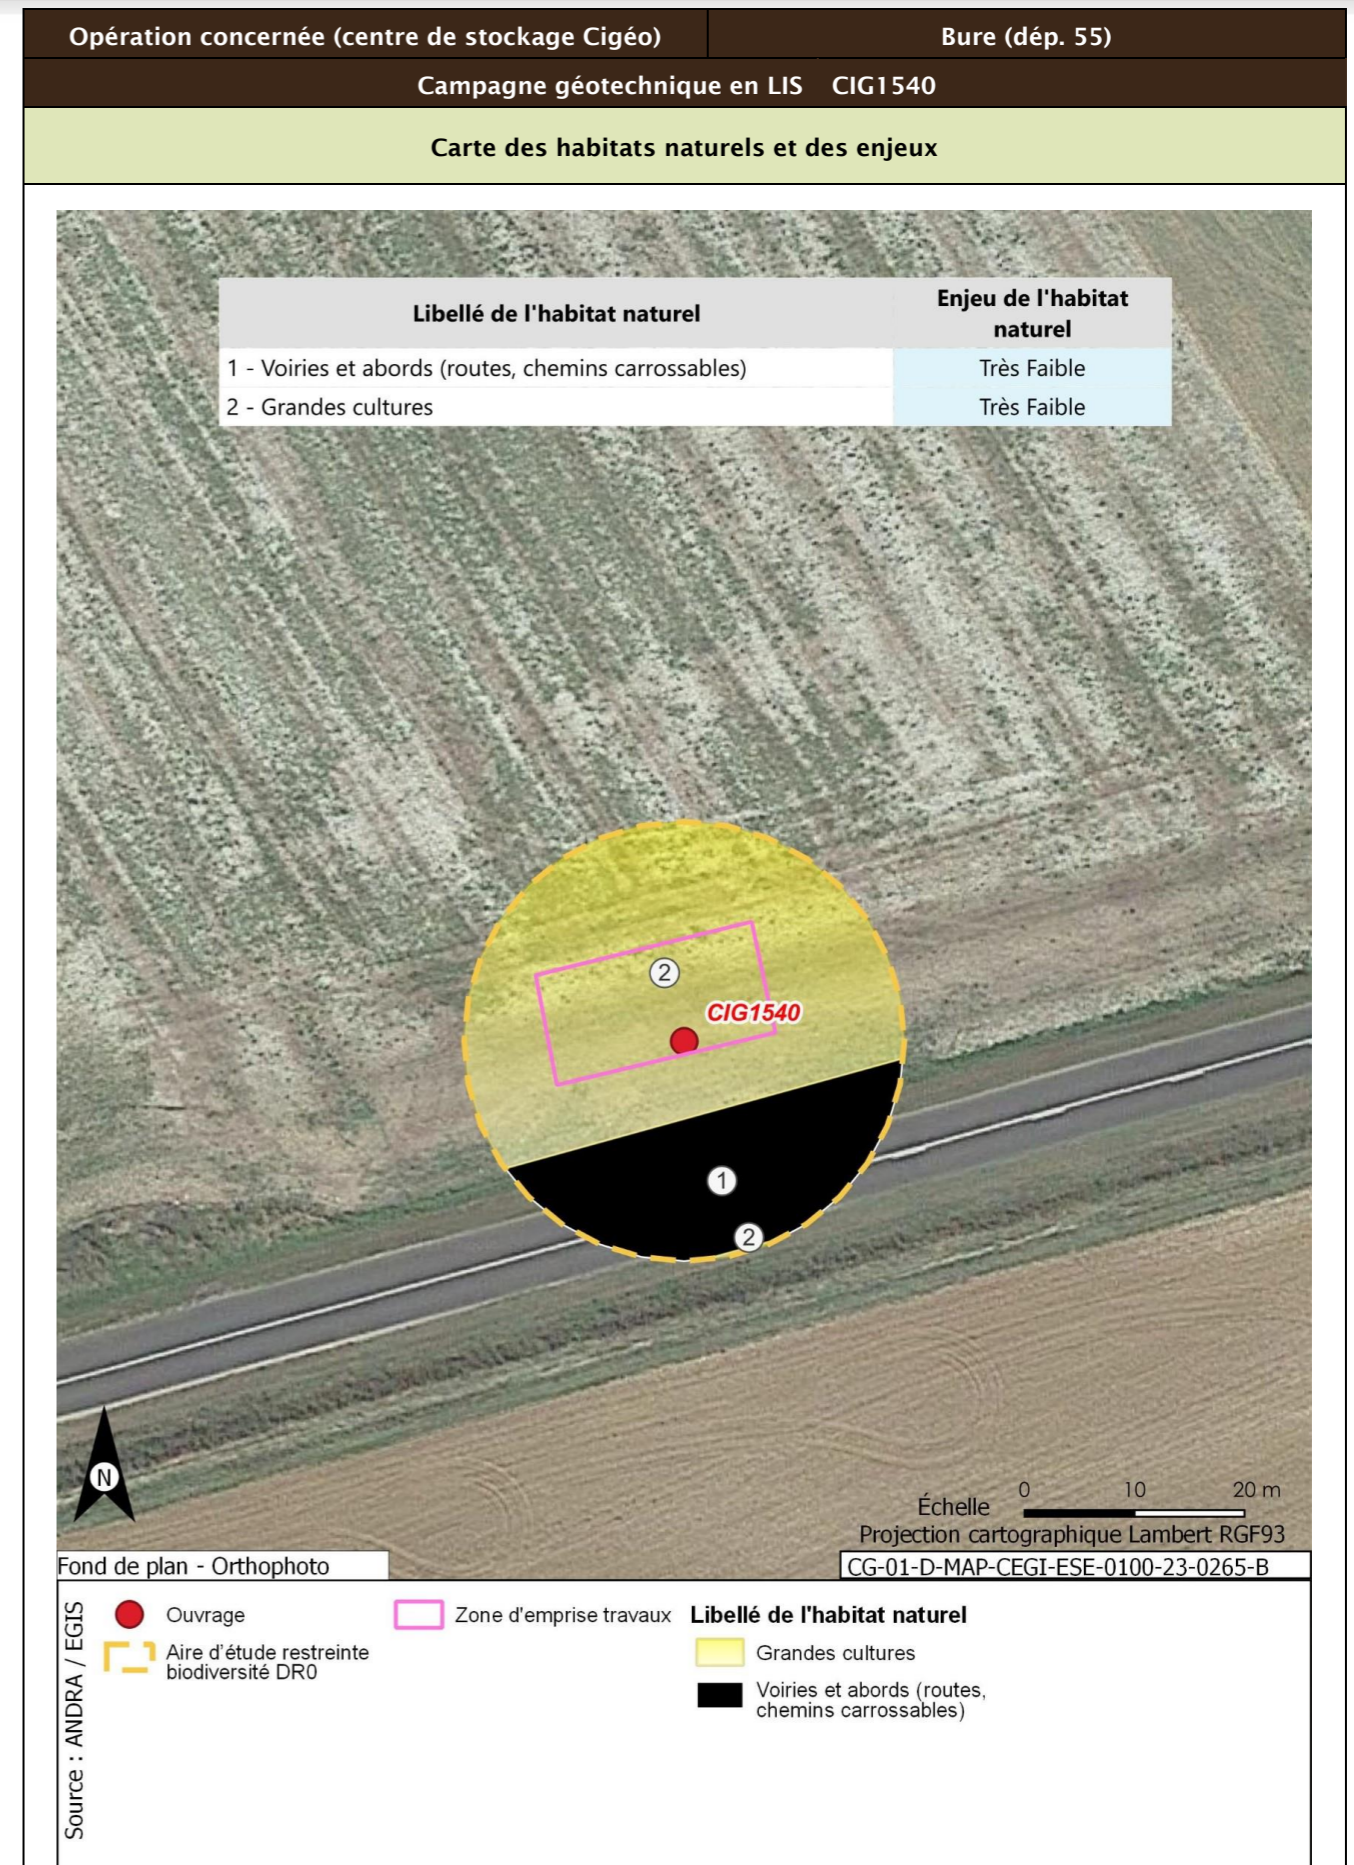 Opération concernée (centre de stockage Cigéo)
Bure (dép. 55)
Campagne géotechnique en LIS CIG1540
Carte des habitats naturels et des enjeux
Libellé de l'habitat naturel
Enjeu de l'habitat
naturel
1 - Voiries et abords (routes, chemins carrossables)
Très Faible
2 - Grandes cultures
Très Faible
2
CIG1540
1
2
N
0 10 20 m
Échelle
Projection cartographique Lambert RGF93
Fond de plan - Orthophoto
CG-01-D-MAP-CEGI-ESE-0100-23-0265-B
Source : ANDRA / EGIS
Ouvrage
Aire d'étude restreinte
biodiversité DR0
Zone d'emprise travaux
Libellé de l'habitat naturel
Grandes cultures
Voiries et abords (routes,
chemins carrossables)